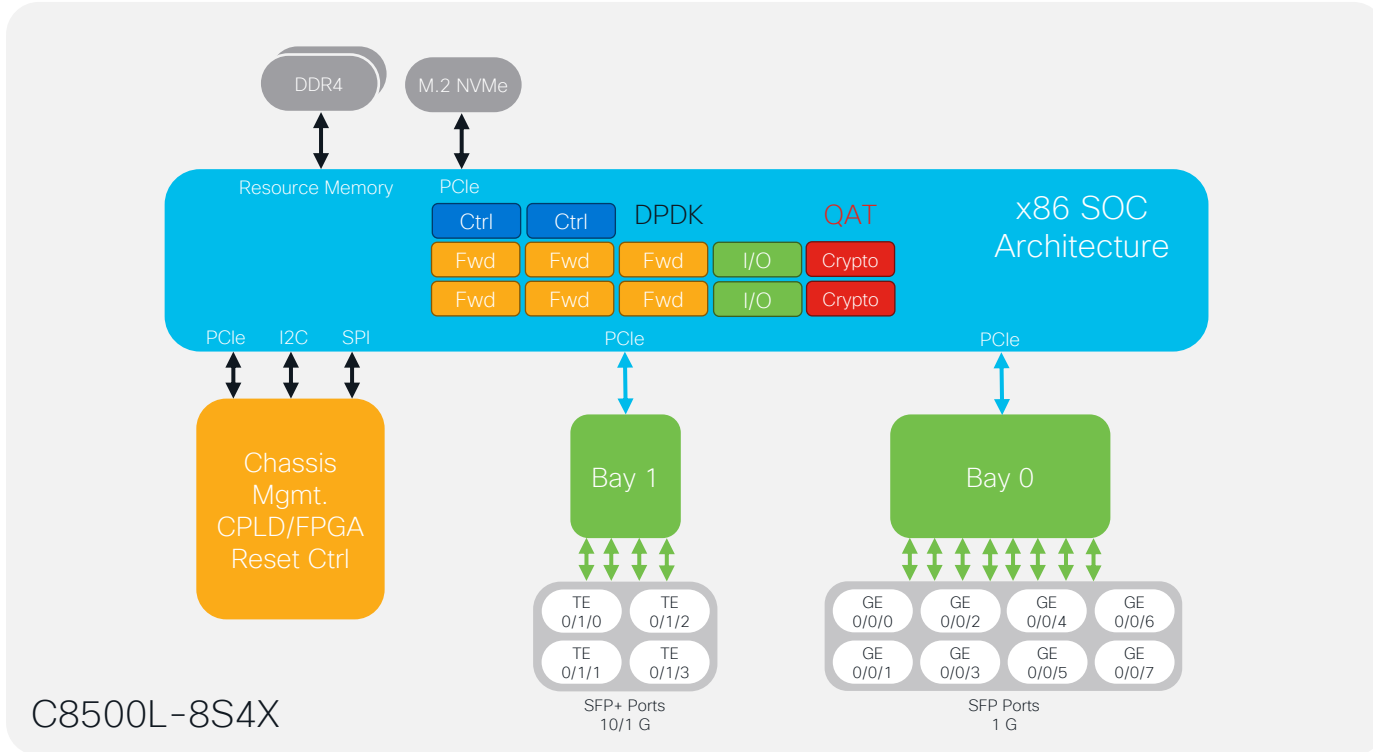 DDR4
M.2 NVMe
Resource Memory
PCIe
Ctrl
Ctrl
DPDK
QAT
x86 SOC
Architecture
Fwd
Fwd
Fwd
I/O
Crypto
Fwd
Fwd
Fwd
I/O
Crypto
PCIe
I2C
SPI
PCIe
PCIe
Chassis
Mgmt.
CPLD/FPGA
Reset Ctrl
Bay 1
Bay 0
TE
0/1/0
TE
0/1/2
TE
0/1/1
TE
0/1/3
SFP+ Ports
10/1 G
GE
0/0/0
GE
0/0/2
GE
0/0/4
GE
0/0/6
GE
0/0/1
GE
0/0/3
GE
0/0/5
GE
0/0/7
SFP Ports
1 G
C8500L-8S4X